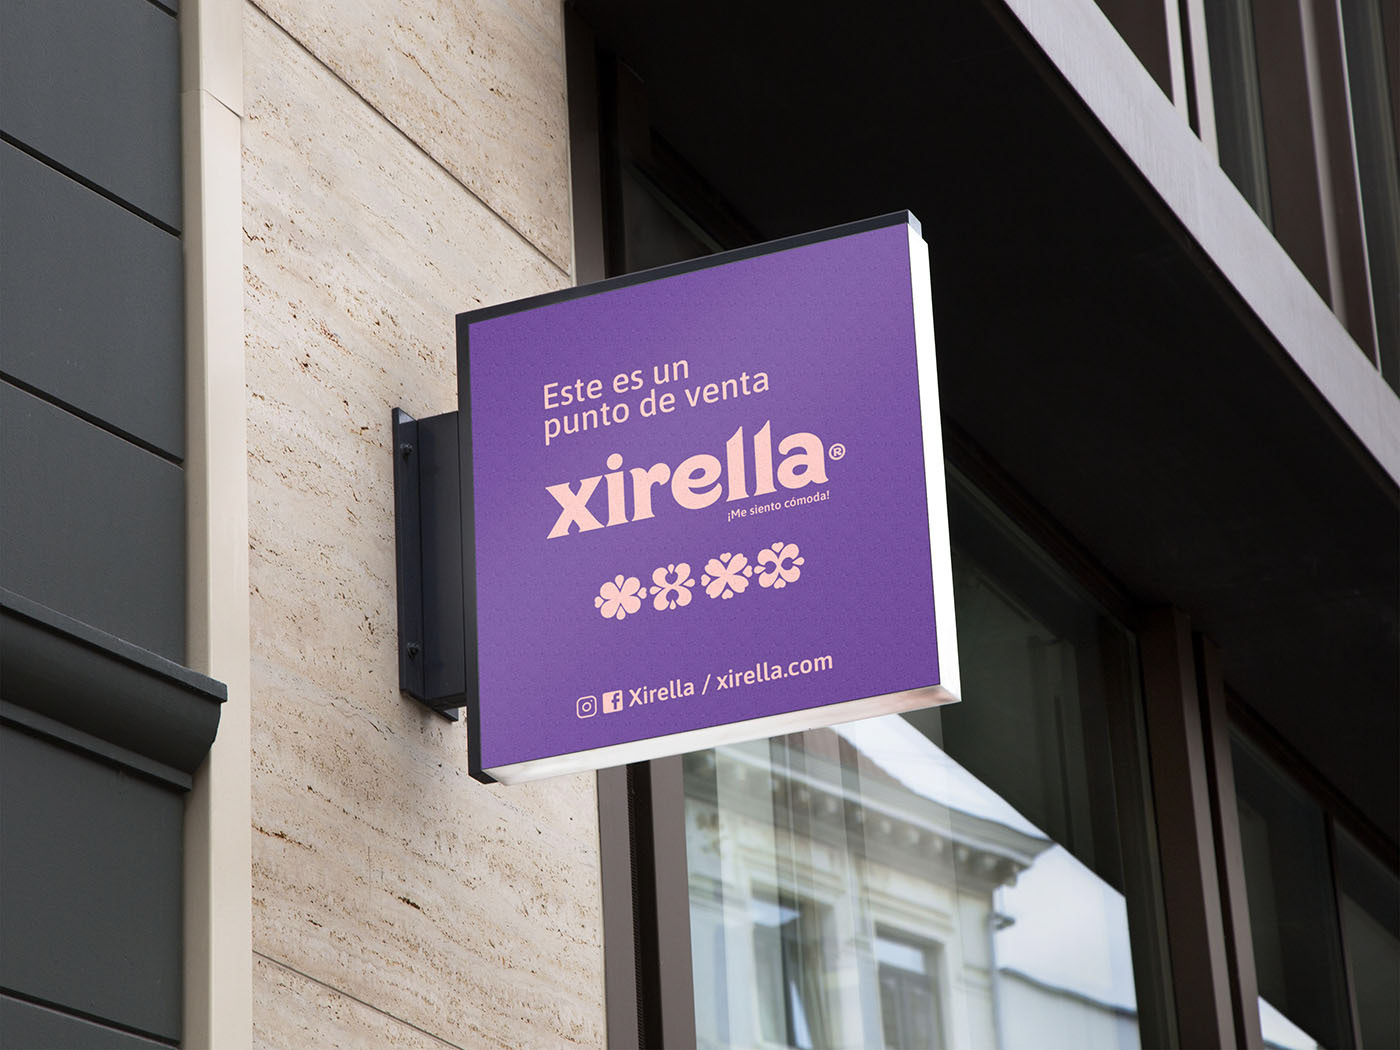 Este es un
punto de venta
xirella®
¡Me siento cómoda!
Xirella / xirella.com